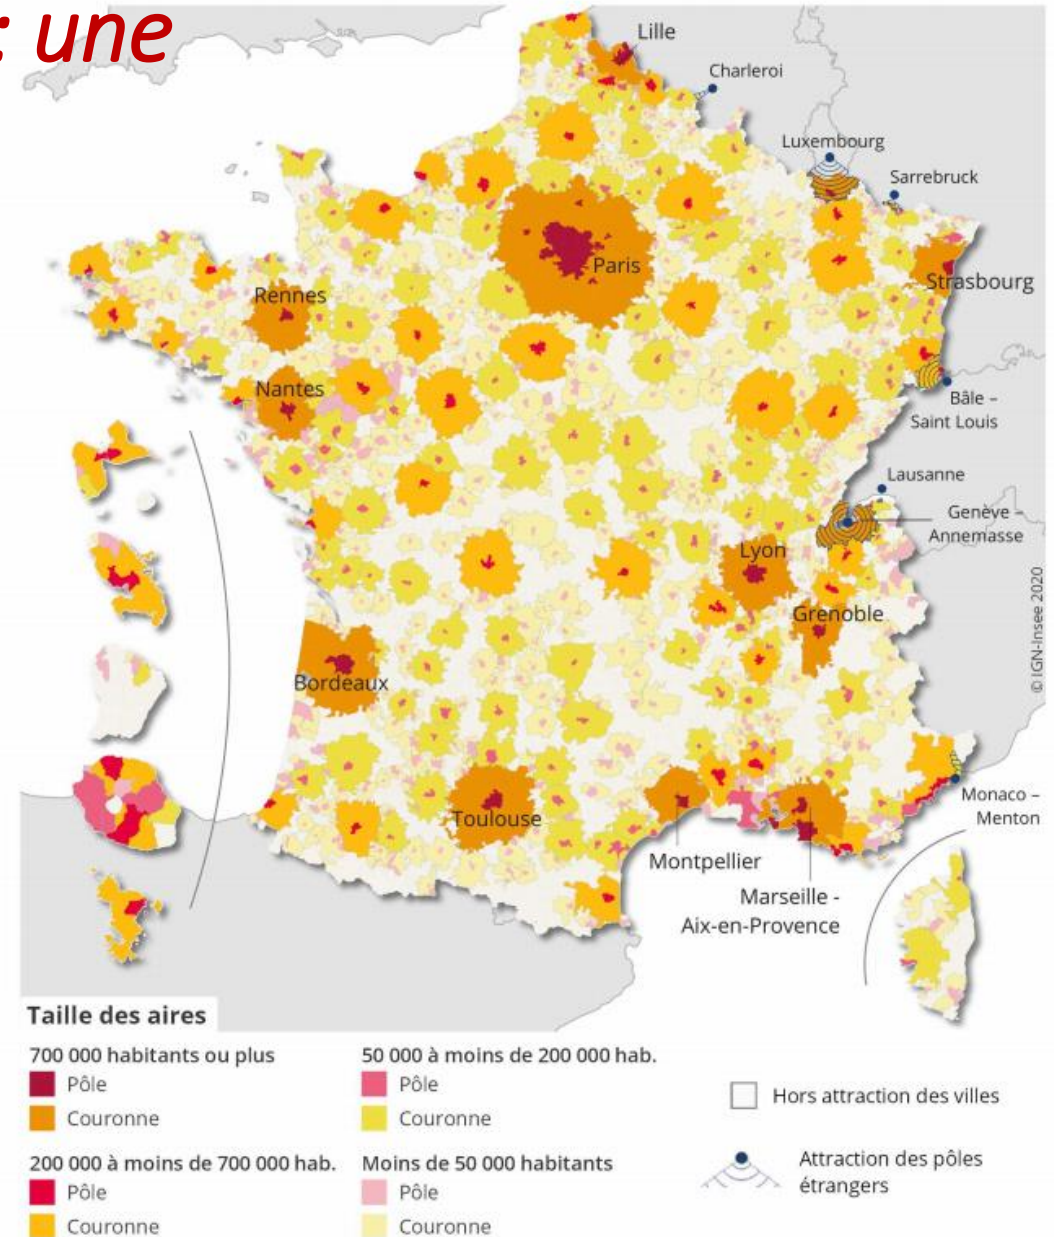 : une
Lille
Charleroi
Luxembourg
Sarrebruck
Paris
Strasbourg
Rennes
Nantes
Bâle –
Saint Louis
Lausanne
Genève –
Annemasse
Lyon
Grenoble
Bordeaux
Toulouse
Montpellier
Marseille -
Aix-en-Provence
Monaco –
Menton
© IGN-Insee 2020
Taille des aires
700 000 habitants ou plus
Pôle
Couronne
200 000 à moins de 700 000 hab.
Pôle
Couronne
50 000 à moins de 200 000 hab.
Pôle
Couronne
Moins de 50 000 habitants
Pôle
Couronne
Hors attraction des villes
Attraction des pôles
étrangers